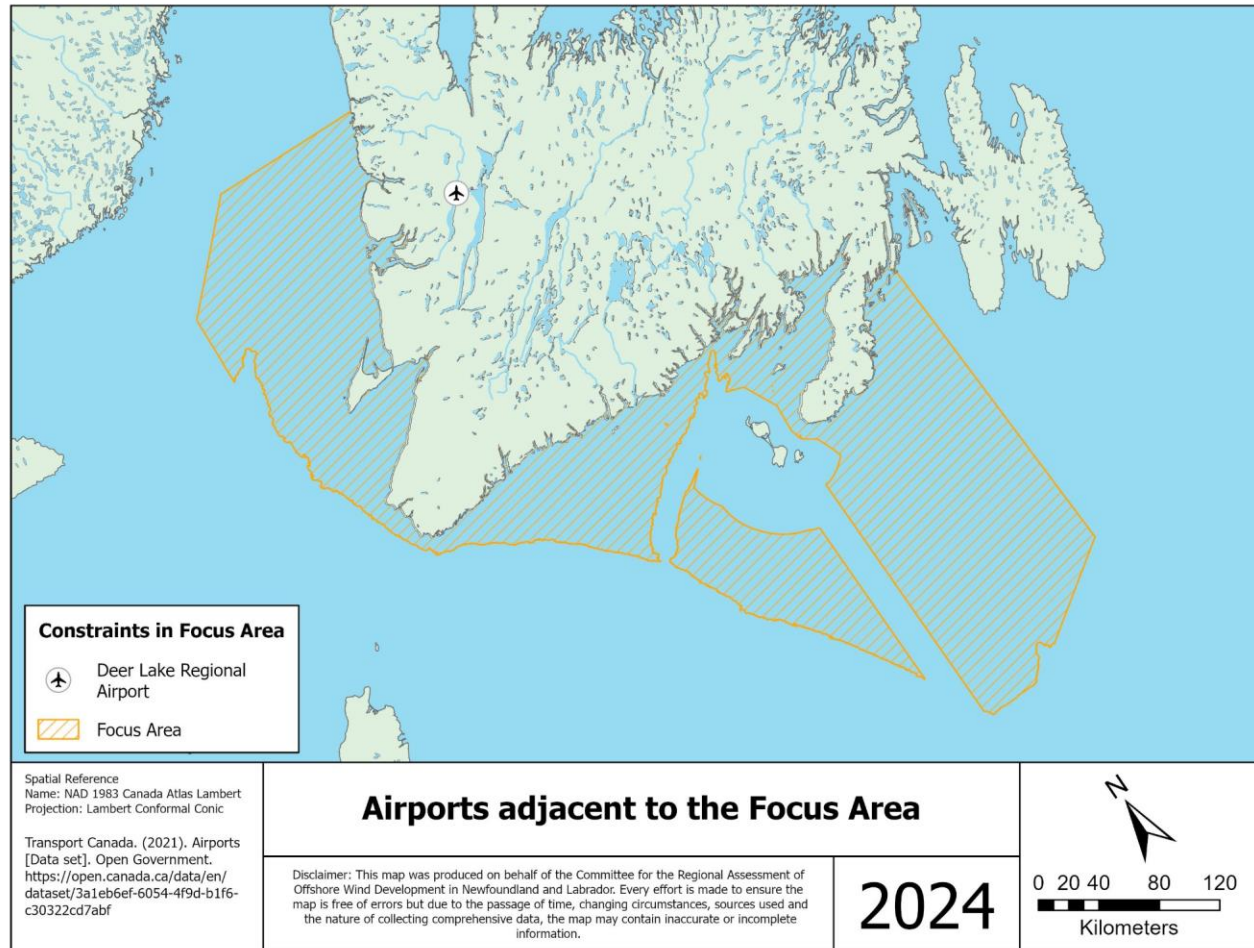 Constraints in Focus Area
Deer Lake Regional
Airport
Focus Area
Spatial Reference
Name: NAD 1983 Canada Atlas Lambert
Projection: Lambert Conformal Conic
Transport Canada. (2021). Airports
[Data set]. Open Government.
https://open.canada.ca/data/en/
dataset/3a1eb6ef-6054-4f9d-b1f6-
c30322cd7abf
Airports adjacent to the Focus Area
Disclaimer: This map was produced on behalf of the Committee for the Regional Assessment of
Offshore Wind Development in Newfoundland and Labrador. Every effort is made to ensure the
map is free of errors but due to the passage of time, changing circumstances, sources used and
the nature of collecting comprehensive data, the map may contain inaccurate or incomplete
information.
2024
N
0 20 40 80 120
Kilometers